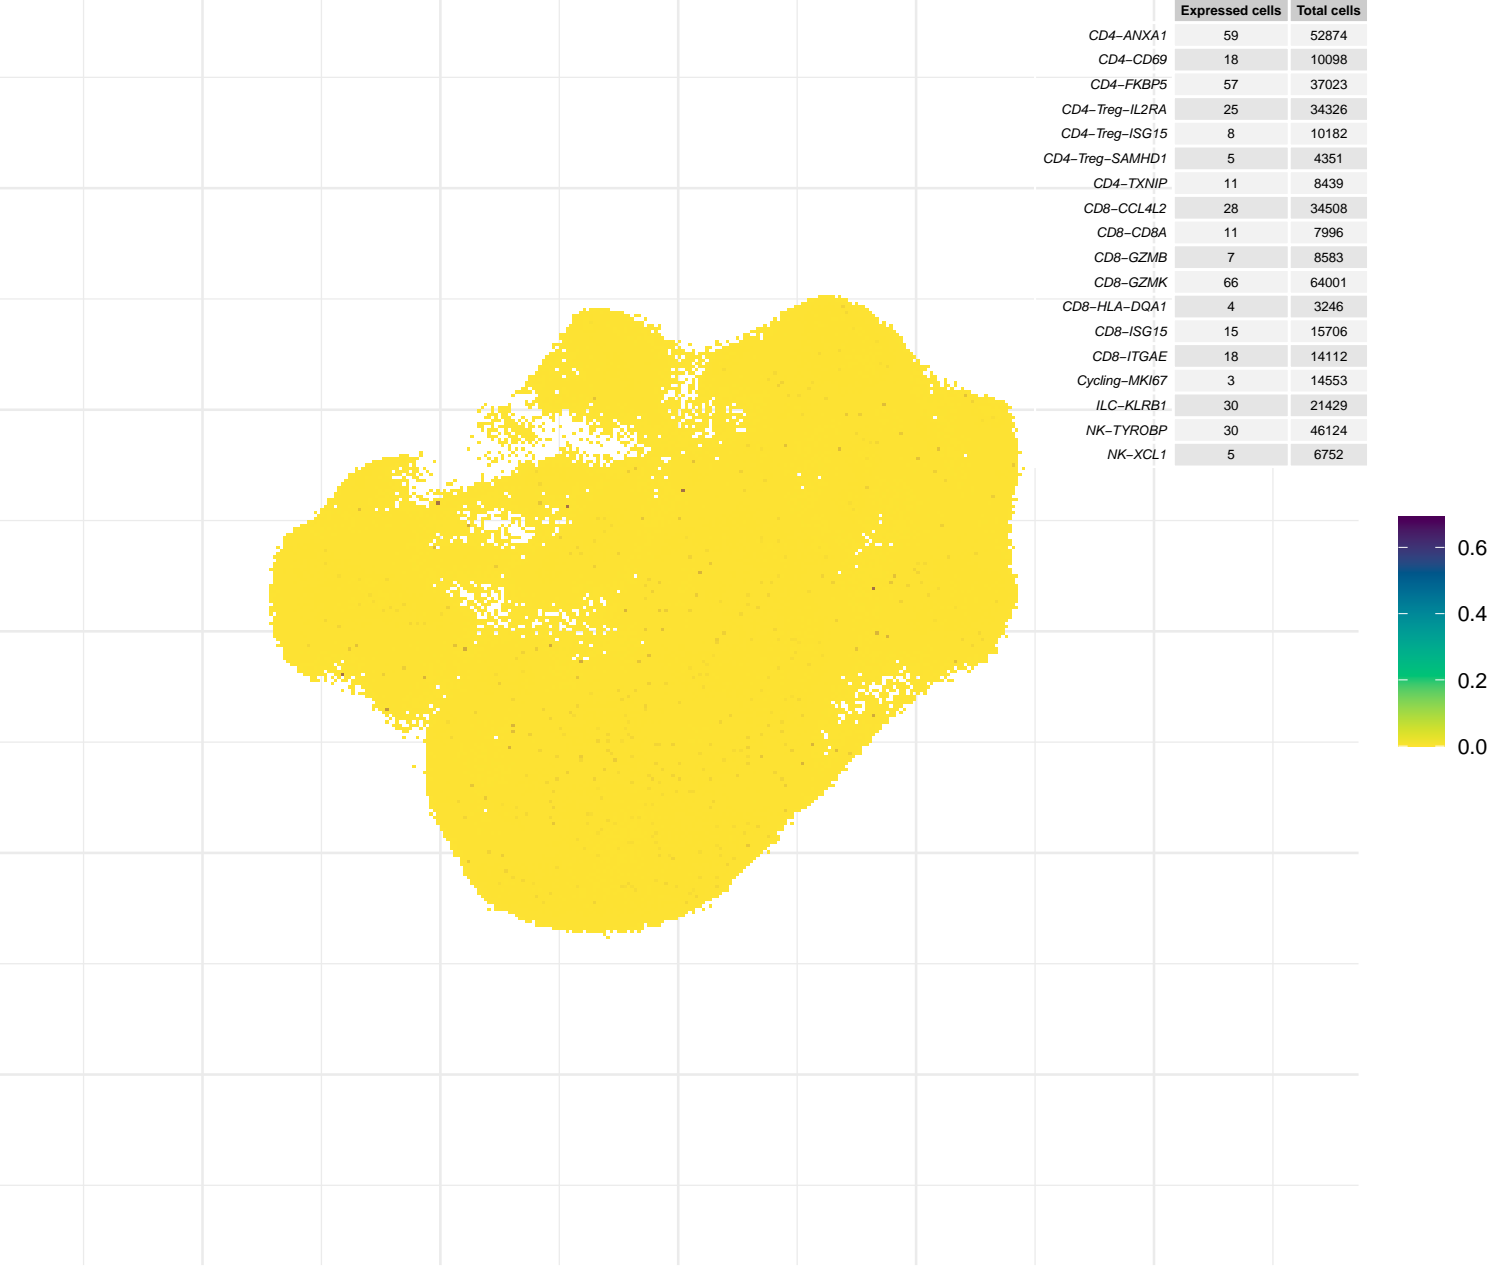 Expressed cells Total cells
CD4−ANXA1 59 52874
CD4−CD69 18 10098
CD4−FKBP5 57 37023
CD4−Treg−IL2RA 25 34326
CD4−Treg−ISG15 8 10182
CD4−Treg−SAMHD1 5 4351
CD4−TXNIP 11 8439
CD8−CCL4L2 28 34508
CD8−CD8A 11 7996
CD8−GZMB 7 8583
CD8−GZMK 66 64001
CD8−HLA−DQA1 4 3246
CD8−ISG15 15 15706
CD8−ITGAE 18 14112
Cycling−MKI67 3 14553
ILC−KLRB1 30 21429
NK−TYROBP 30 46124
NK−XCL1 5 6752
0.6
0.4
0.2
0.0